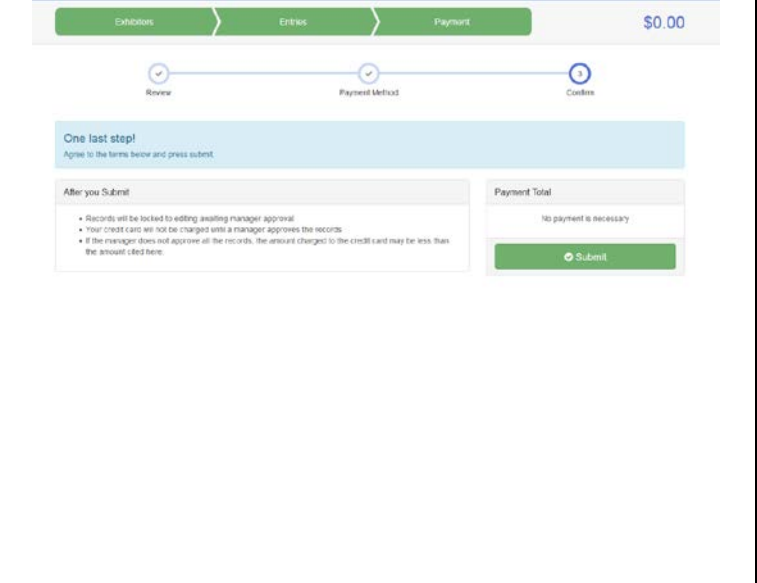 Exhibitors
Entries
Payment
$0.00
Review
Payment Method
3
Confirm
One last step!
Agree to the terms below and press submit.
After you Submit
• Records will be locked to editing awaiting manager approval
• Your credit card will not be charged until a manager approves the records
• If the manager does not approve all the records, the amount charged to the credit card may be less than
the amount cited here.
Payment Total
No payment is necessary
Submit